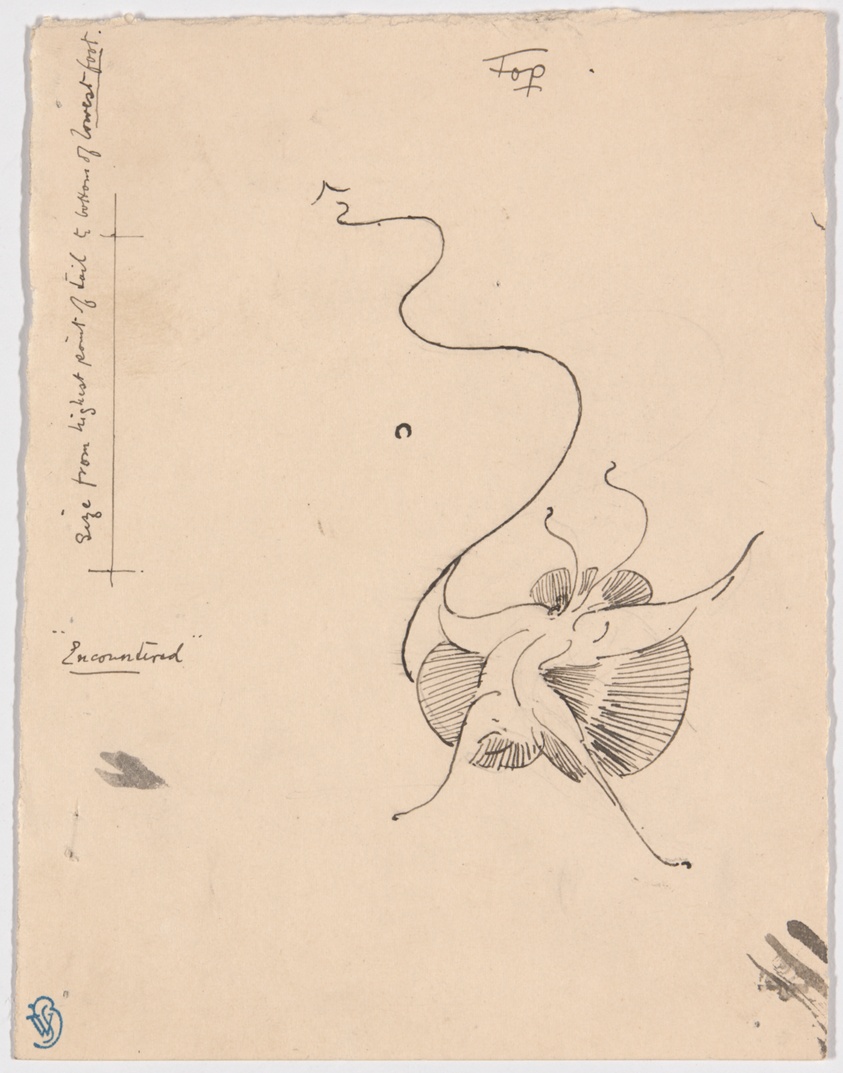 Top
Size from highest point of tail to bottom of lowest foot.
"Encountered"